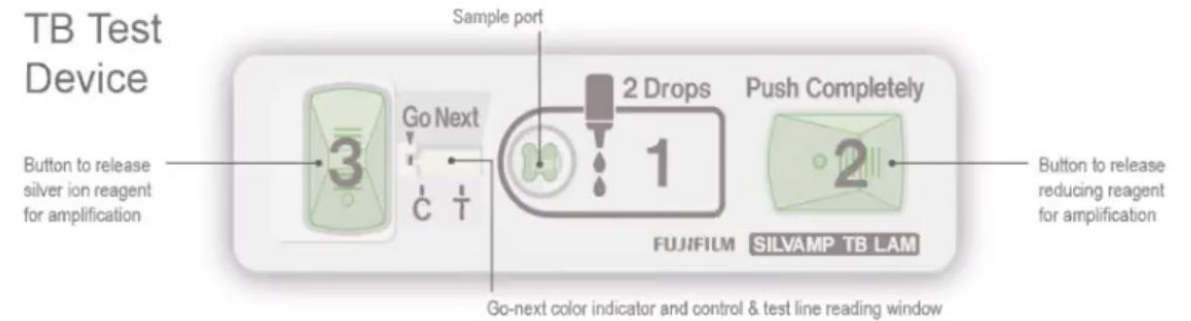 TB Test
Device
Sample port
2 Drops
Push Completely
Go Next
3
1
2
C T
Button to release
silver ion reagent
for amplification
Button to release
reducing reagent
for amplification
FUJIFILM SILVAMP TB LAM
Go-next color indicator and control & test line reading window